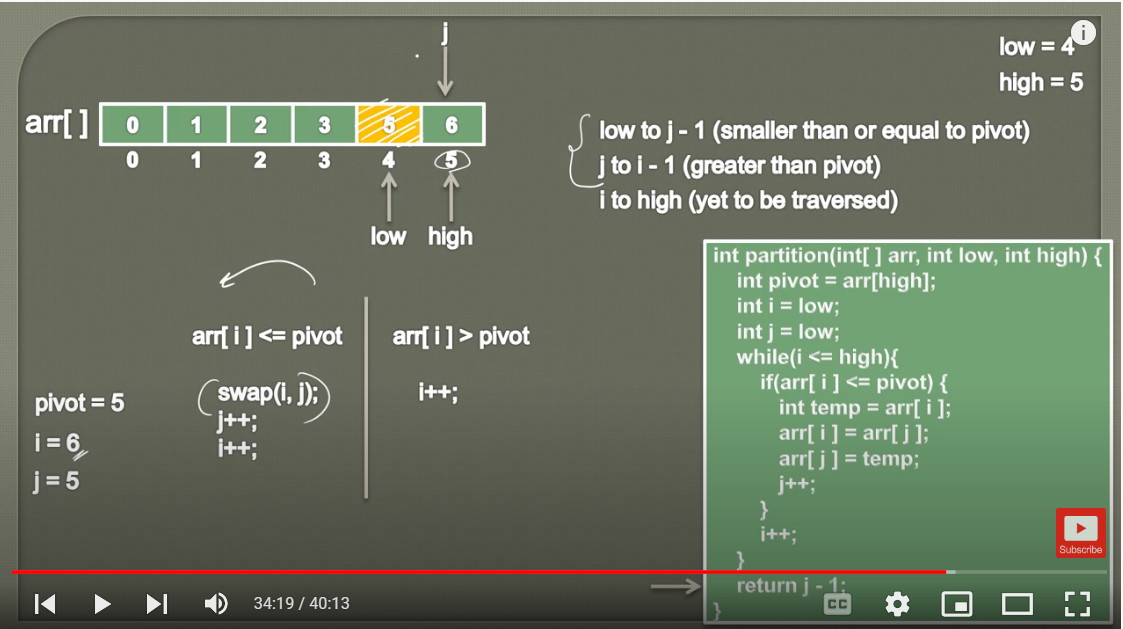 j
low = 4
high = 5
arr[ ] 0 1 2 3 5 6
0 1 2 3 4 5
low high
low to j - 1 (smaller than or equal to pivot)
j to i - 1 (greater than pivot)
i to high (yet to be traversed)
arr[ i ] <= pivot
swap(i, j);
j++;
i++;
arr[ i ] > pivot
i++;
pivot = 5
i = 6
j = 5
int partition(int[ ] arr, int low, int high) {
int pivot = arr[high];
int i = low;
int j = low;
while(i <= high){
if(arr[ i ] <= pivot) {
int temp = arr[ i ];
arr[ i ] = arr[ j ];
arr[ j ] = temp;
j++;
}
i++;
}
return j - 1;
}
Subscribe
34:19 / 40:13
CC